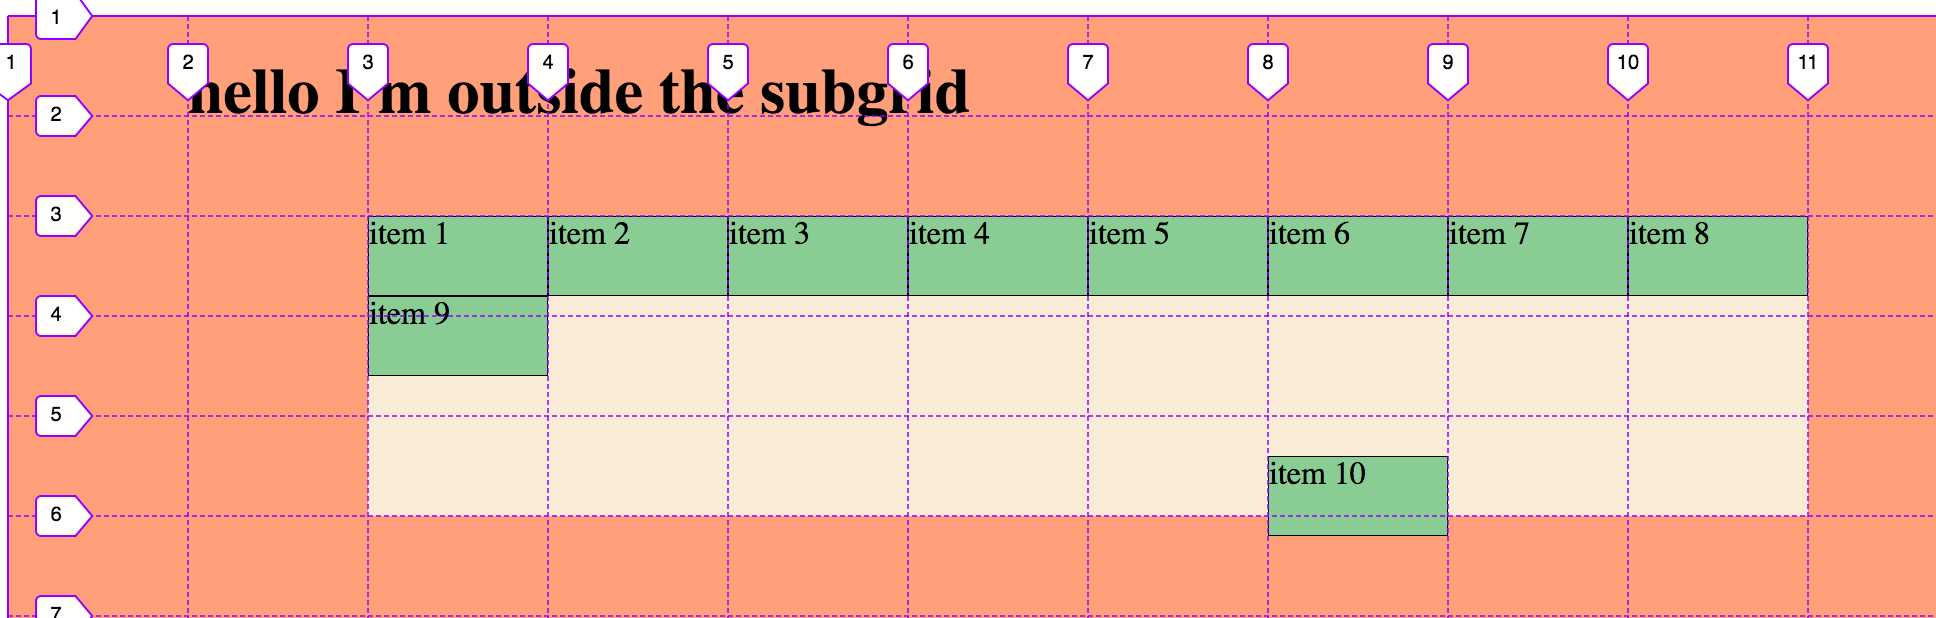 1
1 2 3 4 5 6 7 8 9 10 11
hello I'm outside the subgrid
2
3
item 1 item 2 item 3 item 4 item 5 item 6 item 7 item 8
4
item 9
5
item 10
6
7